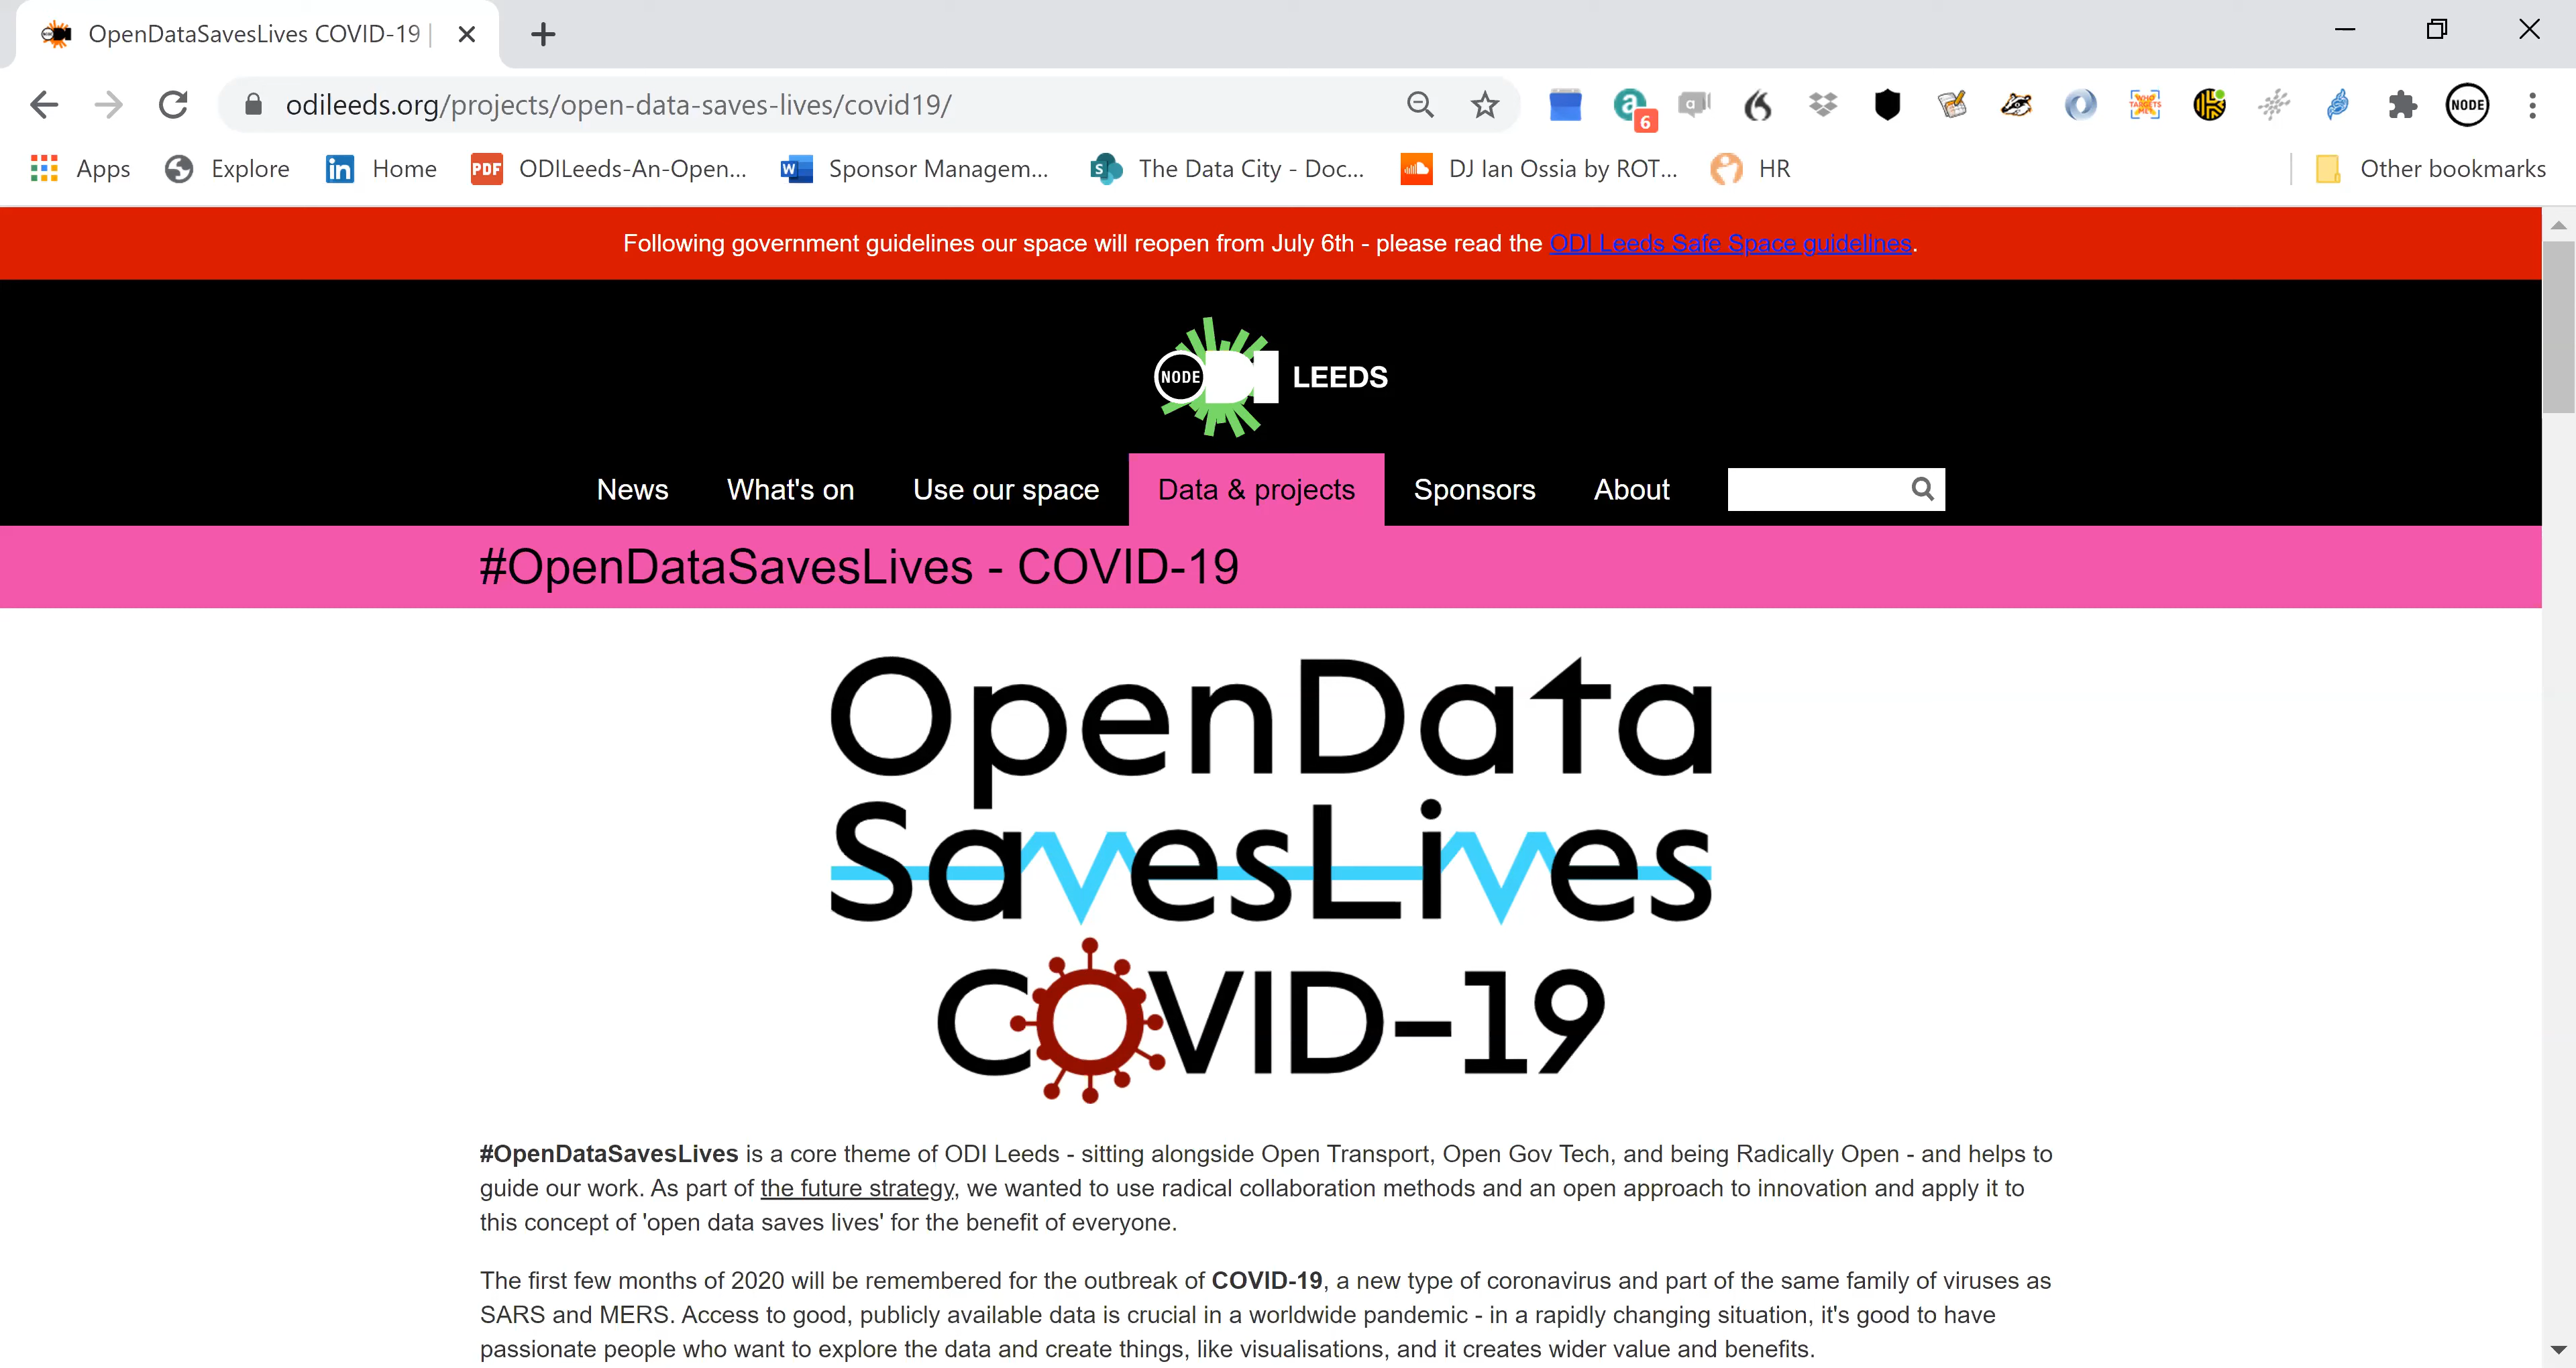 OpenDataSavesLives COVID-19 |
odileeds.org/projects/open-data-saves-lives/covid19/
6
NODE
Apps
Explore
Home
PDF ODILeeds-An-Open...
Sponsor Managem...
The Data City - Doc...
DJ Ian Ossia by ROT...
HR
Other bookmarks
Following government guidelines our space will reopen from July 6th - please read the ODI Leeds Safe Space guidelines.
NODE LEEDS
News What's on Use our space Data & projects Sponsors About
#OpenDataSavesLives - COVID-19
OpenData
SavesLives
COVID-19
#OpenDataSavesLives is a core theme of ODI Leeds - sitting alongside Open Transport, Open Gov Tech, and being Radically Open - and helps to
guide our work. As part of the future strategy, we wanted to use radical collaboration methods and an open approach to innovation and apply it to
this concept of 'open data saves lives' for the benefit of everyone.
The first few months of 2020 will be remembered for the outbreak of COVID-19, a new type of coronavirus and part of the same family of viruses as
SARS and MERS. Access to good, publicly available data is crucial in a worldwide pandemic - in a rapidly changing situation, it's good to have
passionate people who want to explore the data and create things, like visualisations, and it creates wider value and benefits.